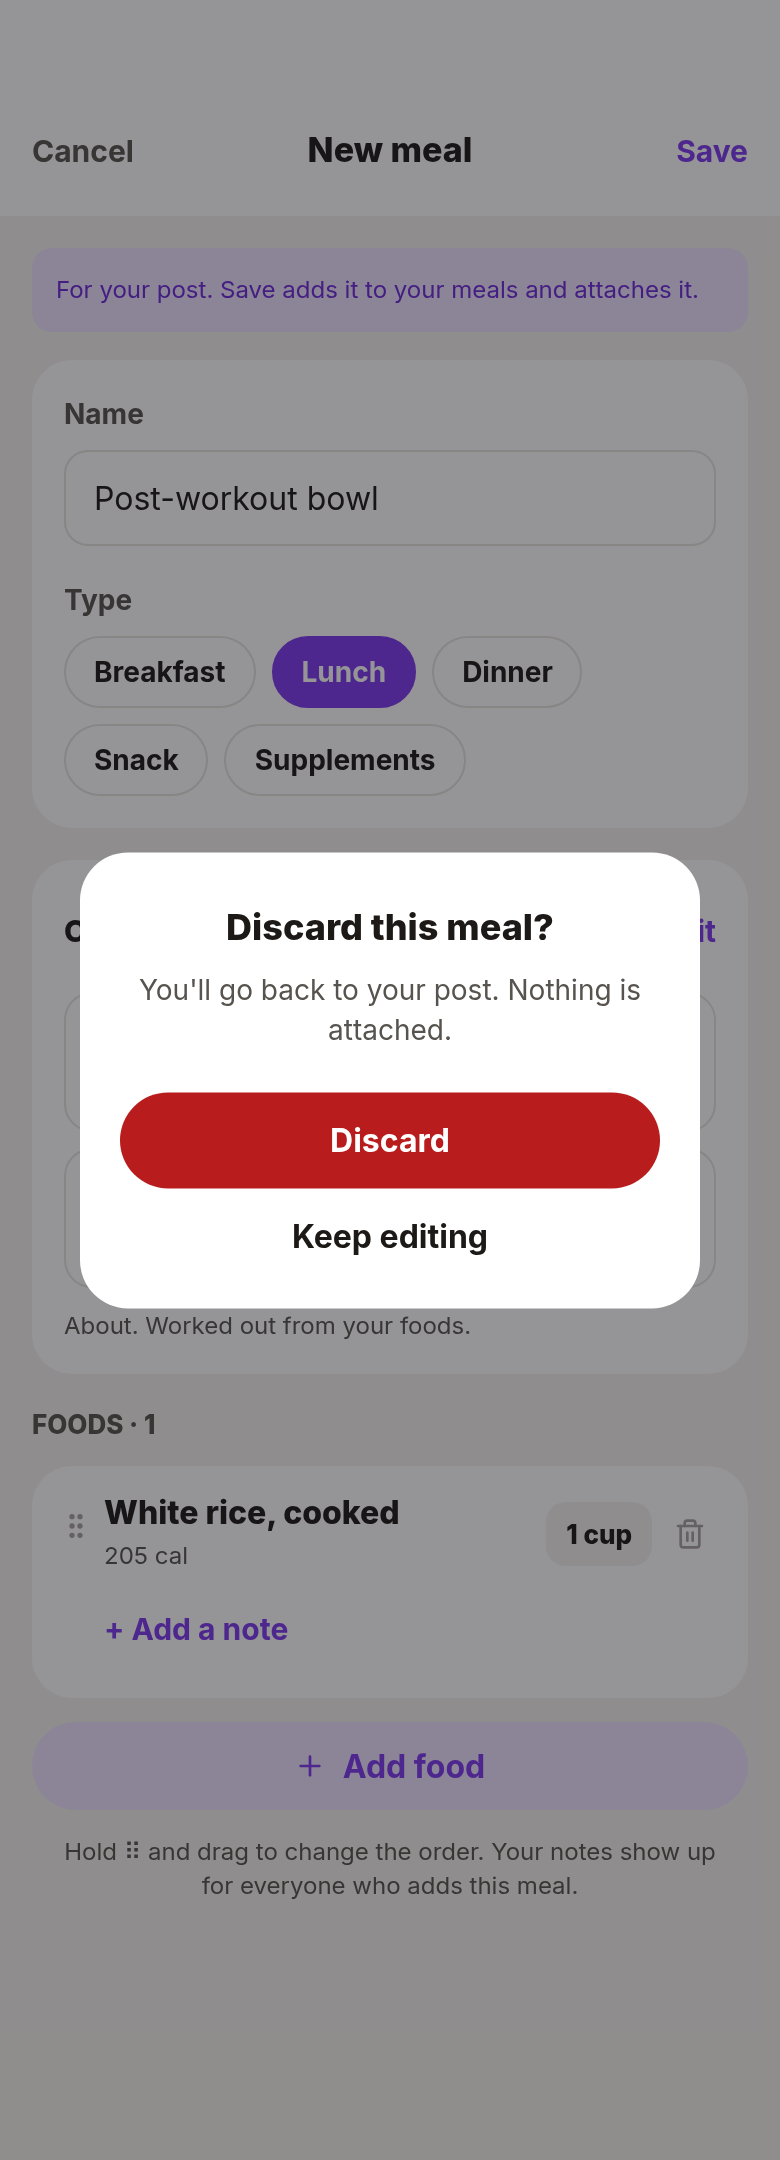 Cancel
New meal
Save
For your post. Save adds it to your meals and attaches it.
Name
Post-workout bowl
Type
Breakfast
Lunch
Dinner
Snack
Supplements
Discard this meal?
You'll go back to your post. Nothing is
attached.
Discard
Keep editing
About. Worked out from your foods.
FOODS · 1
White rice, cooked
205 cal
1 cup
+ Add a note
+ Add food
Hold ⠿ and drag to change the order. Your notes show up
for everyone who adds this meal.